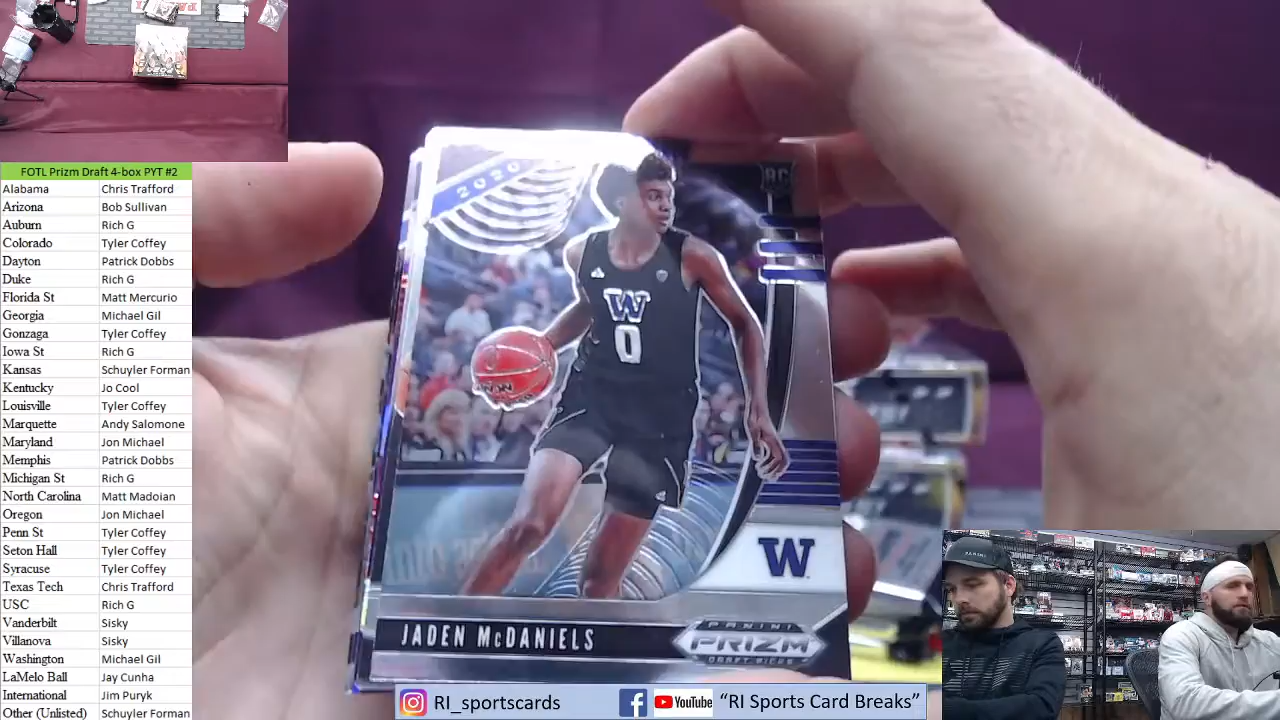 FOTL Prizm Draft 4-box PYT #2
Alabama Chris Trafford
Arizona Bob Sullivan
Auburn Rich G
Colorado Tyler Coffey
Dayton Patrick Dobbs
Duke Rich G
Florida St Matt Mercurio
Georgia Michael Gil
Gonzaga Tyler Coffey
Iowa St Rich G
Kansas Schuyler Forman
Kentucky Jo Cool
Louisville Tyler Coffey
Marquette Andy Salomone
Maryland Jon Michael
Memphis Patrick Dobbs
Michigan St Rich G
North Carolina Matt Madoian
Oregon Jon Michael
Penn St Tyler Coffey
Seton Hall Tyler Coffey
Syracuse Tyler Coffey
Texas Tech Chris Trafford
USC Rich G
Vanderbilt Sisky
Villanova Sisky
Washington Michael Gil
LaMelo Ball Jay Cunha
International Jim Puryk
Other (Unlisted) Schuyler Forman
2020
RC
W
0
W
JADEN McDANIELS
PANINI
PRIZM
DRAFT PICKS
RI_sportscards YouTube "RI Sports Card Breaks"